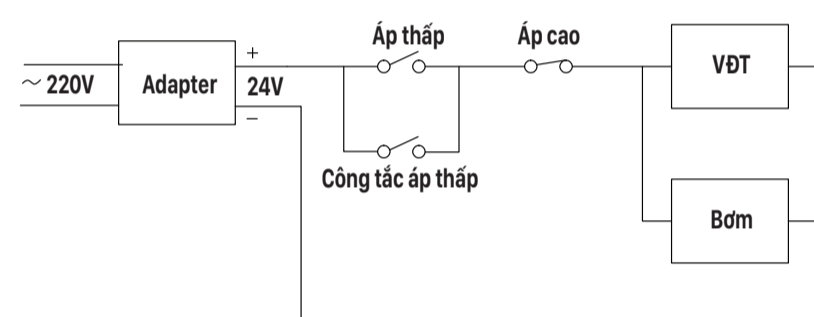 Áp thấp
Áp cao
+
~ 220V
Adapter
24V
VĐT
−
Công tắc áp thấp
Bơm